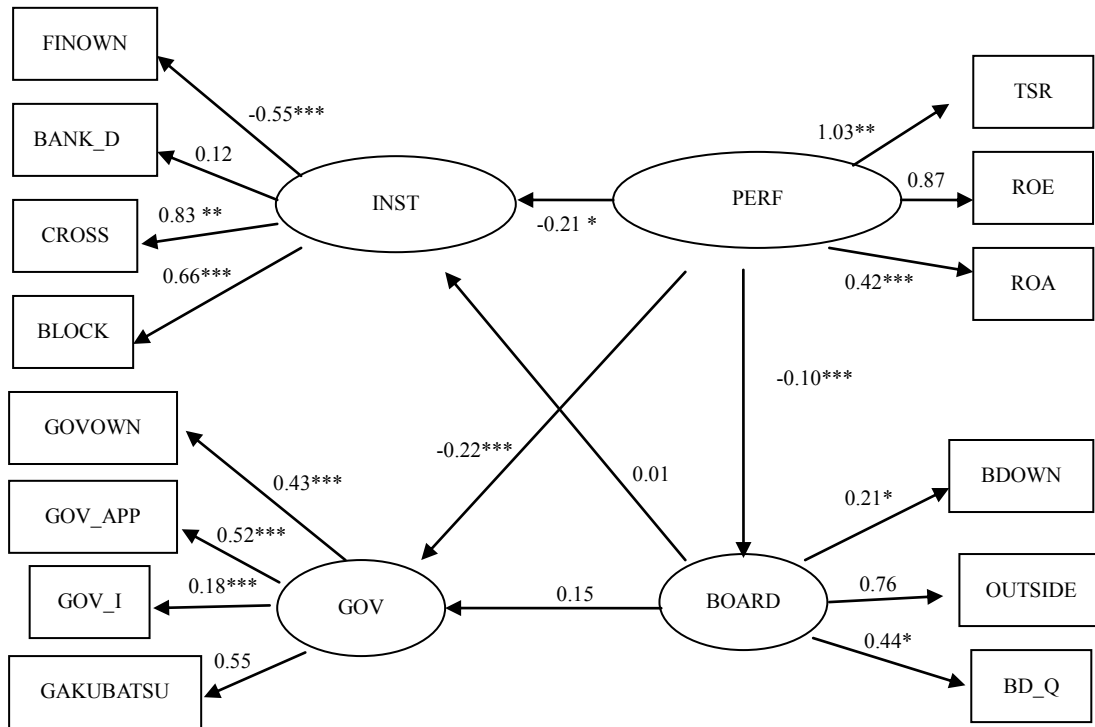 FINOWN
-0.55***
BANK_D
0.12
CROSS
0.83 **
0.66***
BLOCK
INST
PERF
-0.21 *
1.03**
TSR
0.87
ROE
0.42***
ROA
-0.10***
-0.22***
0.01
GOVOWN
0.43***
GOV_APP
0.52***
GOV_I
0.18***
GOV
0.55
GAKUBATSU
0.15
BOARD
0.21*
BDOWN
0.76
OUTSIDE
0.44*
BD_Q